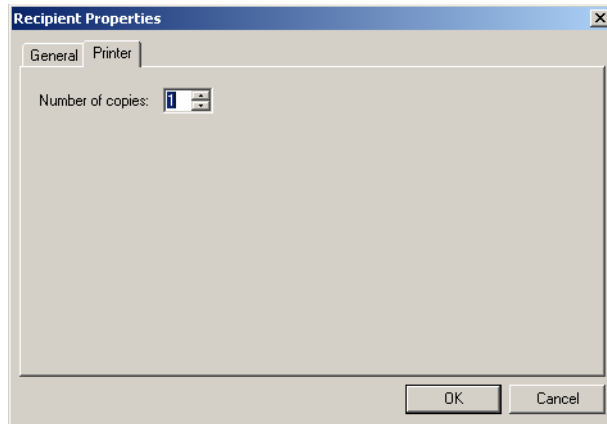 Recipient Properties
General Printer
Number of copies: 1
OK Cancel